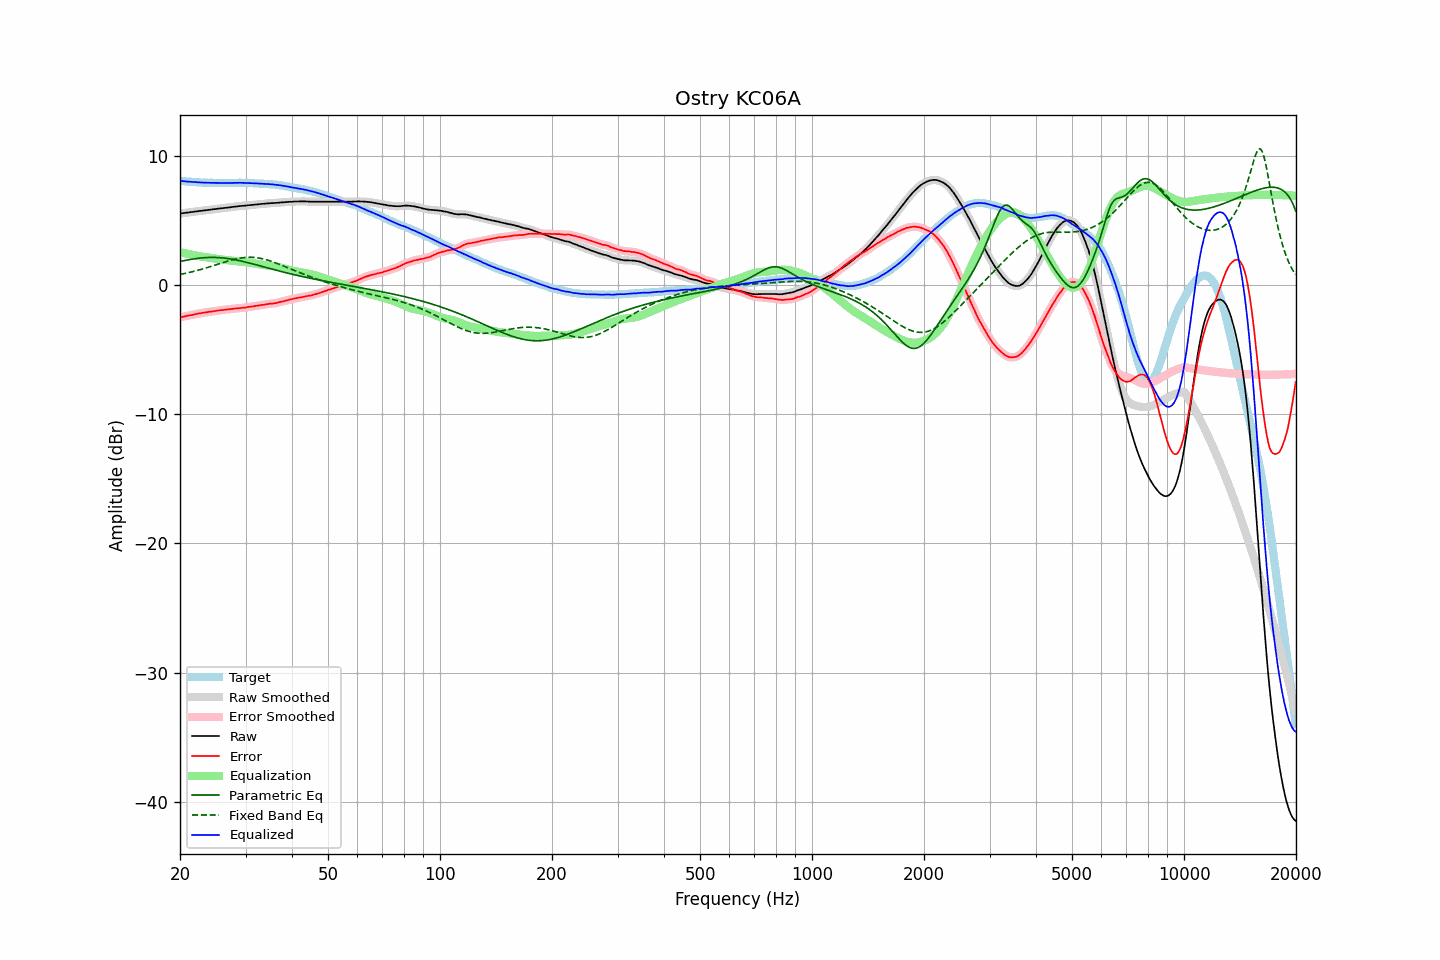 Ostry KC06A
10
0
−10
−20
−30
−40
Amplitude (dBr)
Target
Raw Smoothed
Error Smoothed
Raw
Error
Equalization
Parametric Eq
Fixed Band Eq
Equalized
20 50 100 200 500 1000 2000 5000 10000 20000
Frequency (Hz)